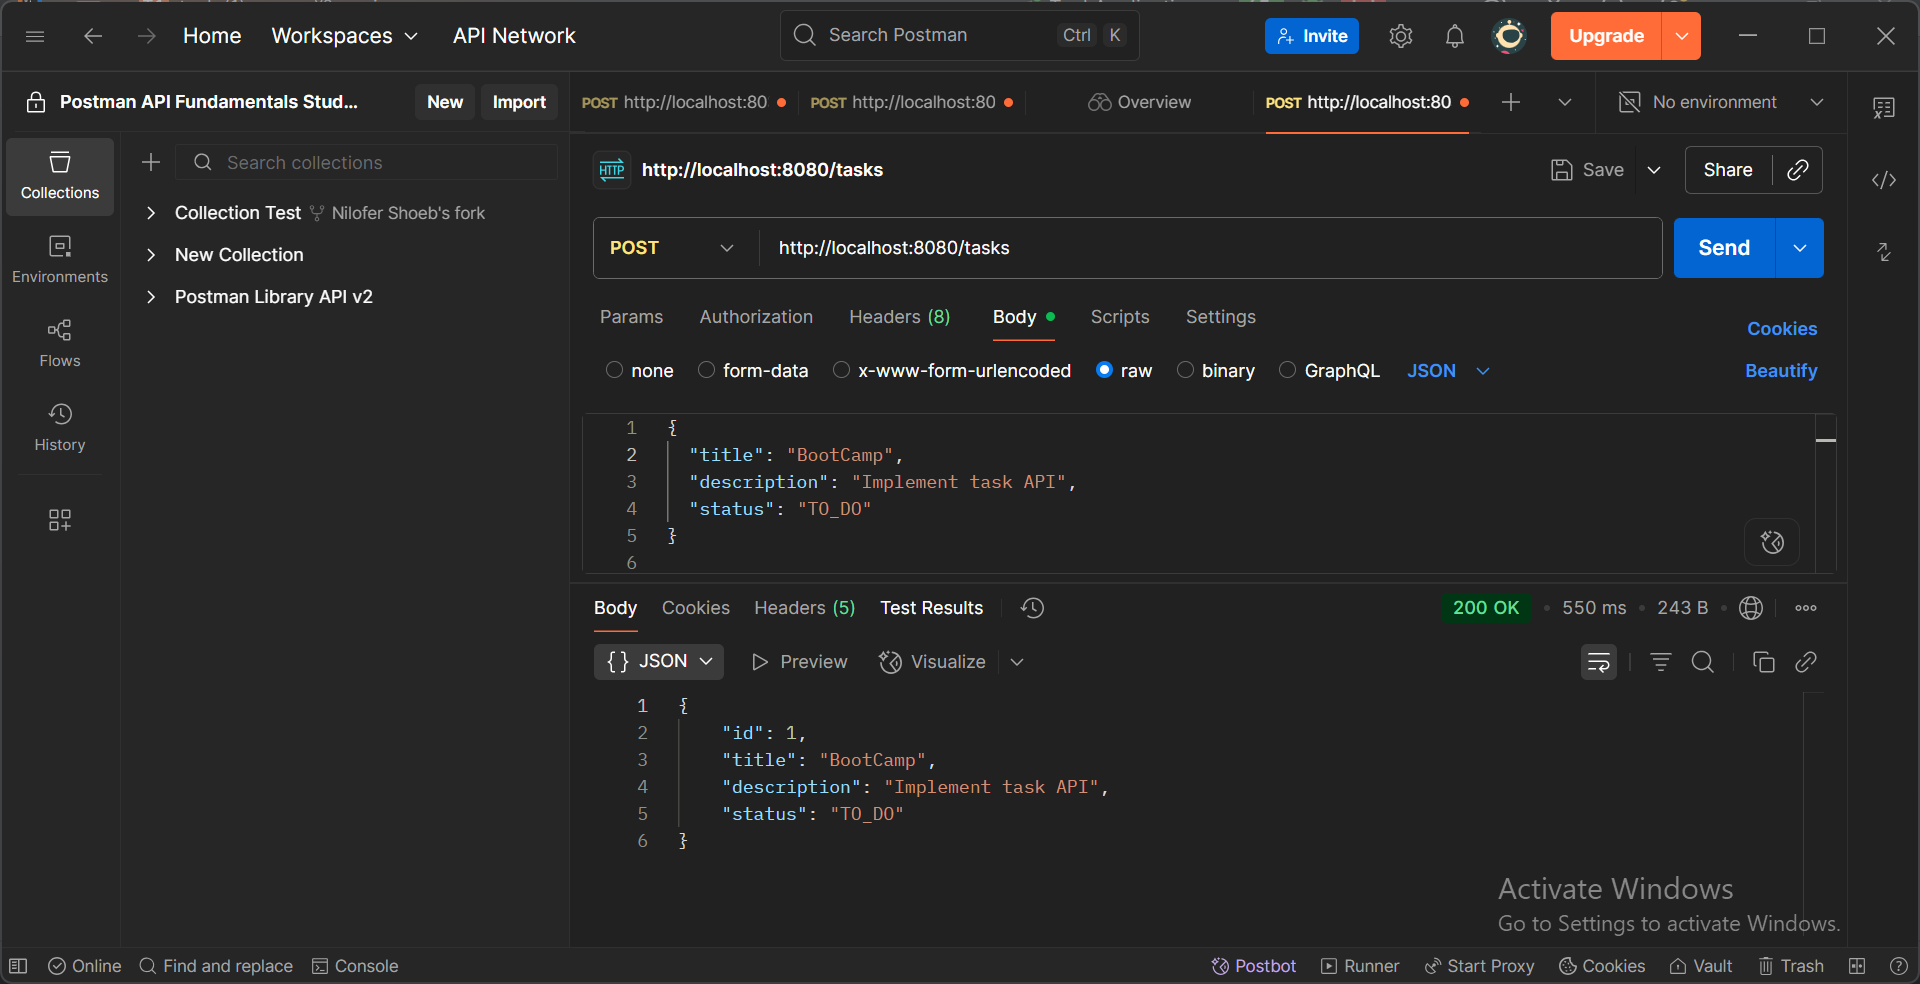 Home Workspaces API Network Search Postman Ctrl K Invite Upgrade
Postman API Fundamentals Stud... New Import
POST http://localhost:80 POST http://localhost:80 Overview POST http://localhost:80 No environment
Collections
Environments
Flows
History
Search collections
Collection Test Nilofer Shoeb's fork
New Collection
Postman Library API v2
HTTP http://localhost:8080/tasks Save Share
POST http://localhost:8080/tasks Send
Params Authorization Headers (8) Body Scripts Settings Cookies
none form-data x-www-form-urlencoded raw binary GraphQL JSON Beautify
1 {
2 "title": "BootCamp",
3 "description": "Implement task API",
4 "status": "TO_DO"
5 }
6
Body Cookies Headers (5) Test Results 200 OK • 550 ms • 243 B •
{} JSON Preview Visualize
1 {
2 "id": 1,
3 "title": "BootCamp",
4 "description": "Implement task API",
5 "status": "TO_DO"
6 }
Activate Windows
Go to Settings to activate Windows.
Online Find and replace Console Postbot Runner Start Proxy Cookies Vault Trash